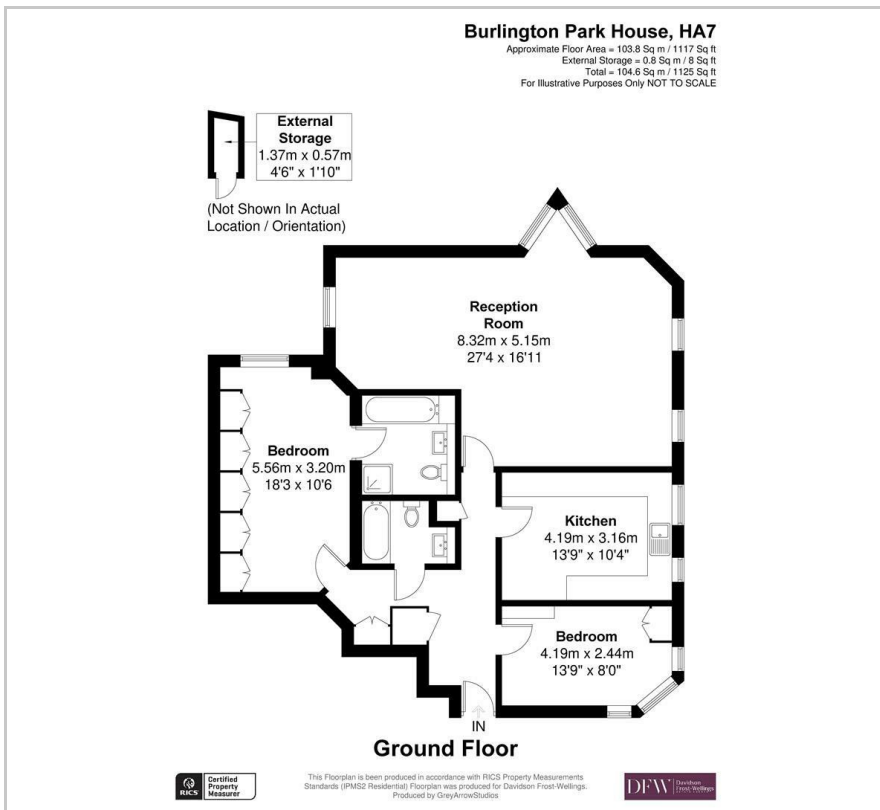 Burlington Park House, HA7
Approximate Floor Area = 103.8 Sq m / 1117 Sq ft
External Storage = 0.8 Sq m / 8 Sq ft
Total = 104.6 Sq m / 1125 Sq ft
For Illustrative Purposes Only NOT TO SCALE
External
Storage
1.37m x 0.57m
4'6" x 1'10"
(Not Shown In Actual
Location / Orientation)
Reception
Room
8.32m x 5.15m
27'4 x 16'11
Bedroom
5.56m x 3.20m
18'3 x 10'6
Kitchen
4.19m x 3.16m
13'9" x 10'4"
Bedroom
4.19m x 2.44m
13'9" x 8'0"
IN
Ground Floor
RICS
Certified
Property
Measurer
This Floorplan is been produced in accordance with RICS Property Measurements
Standards (IPMS2 Residential) Floorplan was produced for Davidson Frost-Wellings.
Produced by GreyArrowStudios
DFW
Davidson
Frost-Wellings